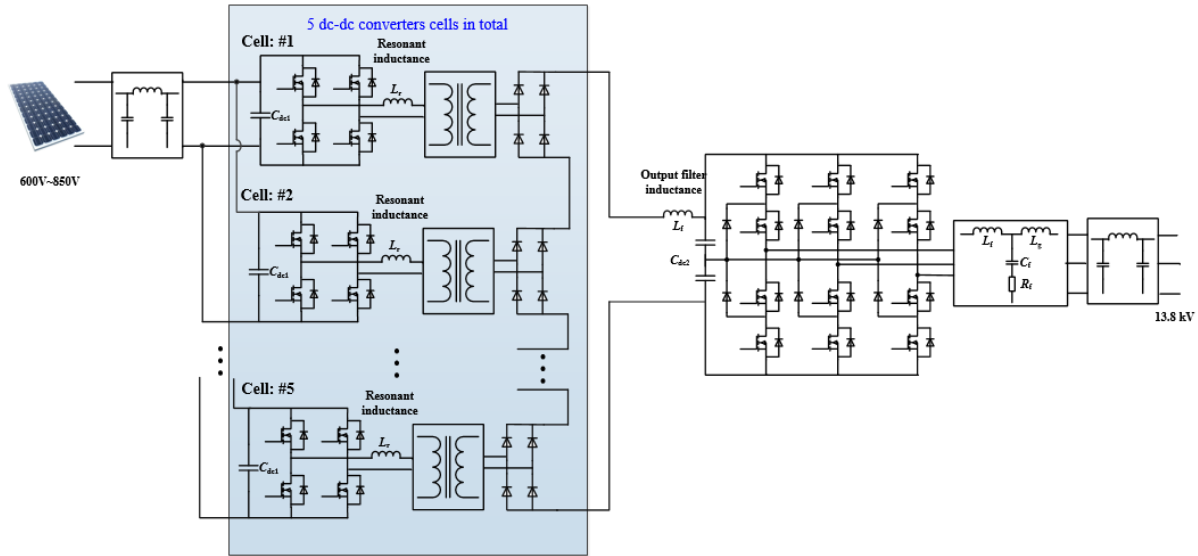 5 dc-dc converters cells in total
Cell: #1
Resonant
inductance
Lr
Cdc1
600V~850V
Cell: #2
Resonant
inductance
Lr
Cdc1
Output filter
inductance
Lf
Cdc2
Lf
Lg
Cf
Rf
13.8 kV
Cell: #5
Resonant
inductance
Lr
Cdc1